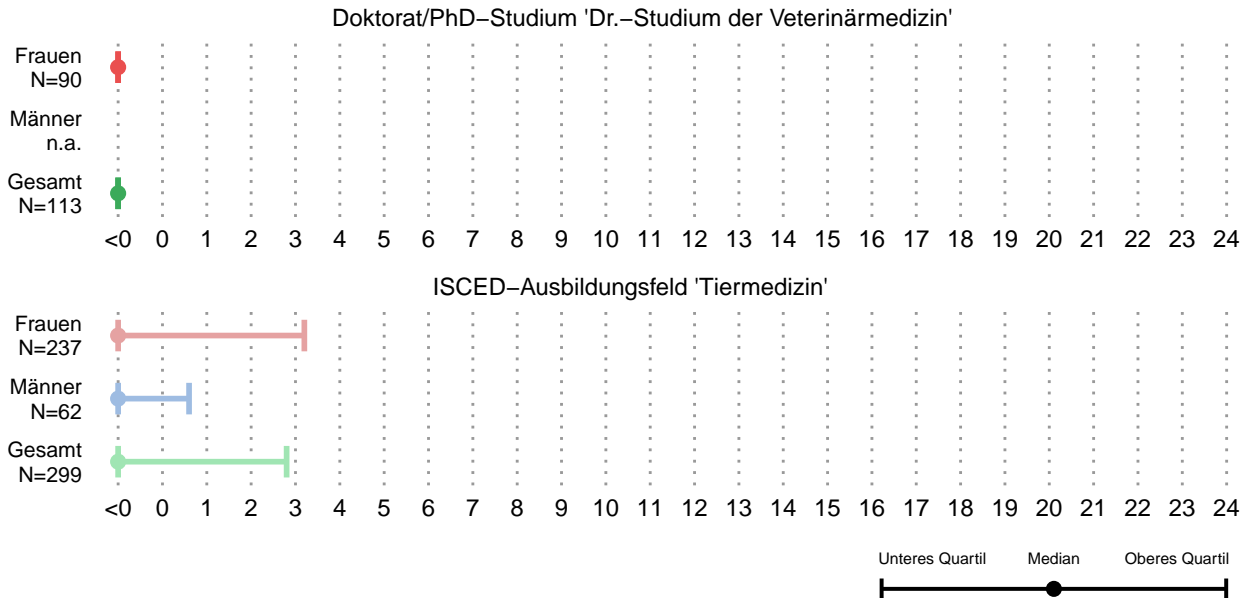 Doktorat/PhD−Studium 'Dr.−Studium der Veterinärmedizin'
Frauen
N=90
Männer
n.a.
Gesamt
N=113
<0 0 1 2 3 4 5 6 7 8 9 10 11 12 13 14 15 16 17 18 19 20 21 22 23 24
ISCED−Ausbildungsfeld 'Tiermedizin'
Frauen
N=237
Männer
N=62
Gesamt
N=299
<0 0 1 2 3 4 5 6 7 8 9 10 11 12 13 14 15 16 17 18 19 20 21 22 23 24
Unteres Quartil Median Oberes Quartil